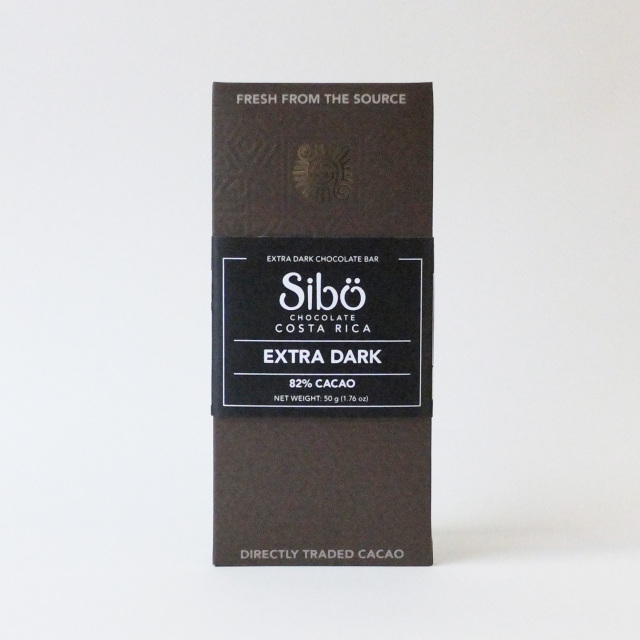 FRESH FROM THE SOURCE
EXTRA DARK CHOCOLATE BAR
Sibö
CHOCOLATE
COSTA RICA
EXTRA DARK
82% CACAO
NET WEIGHT: 50 g (1.76 oz)
DIRECTLY TRADED CACAO